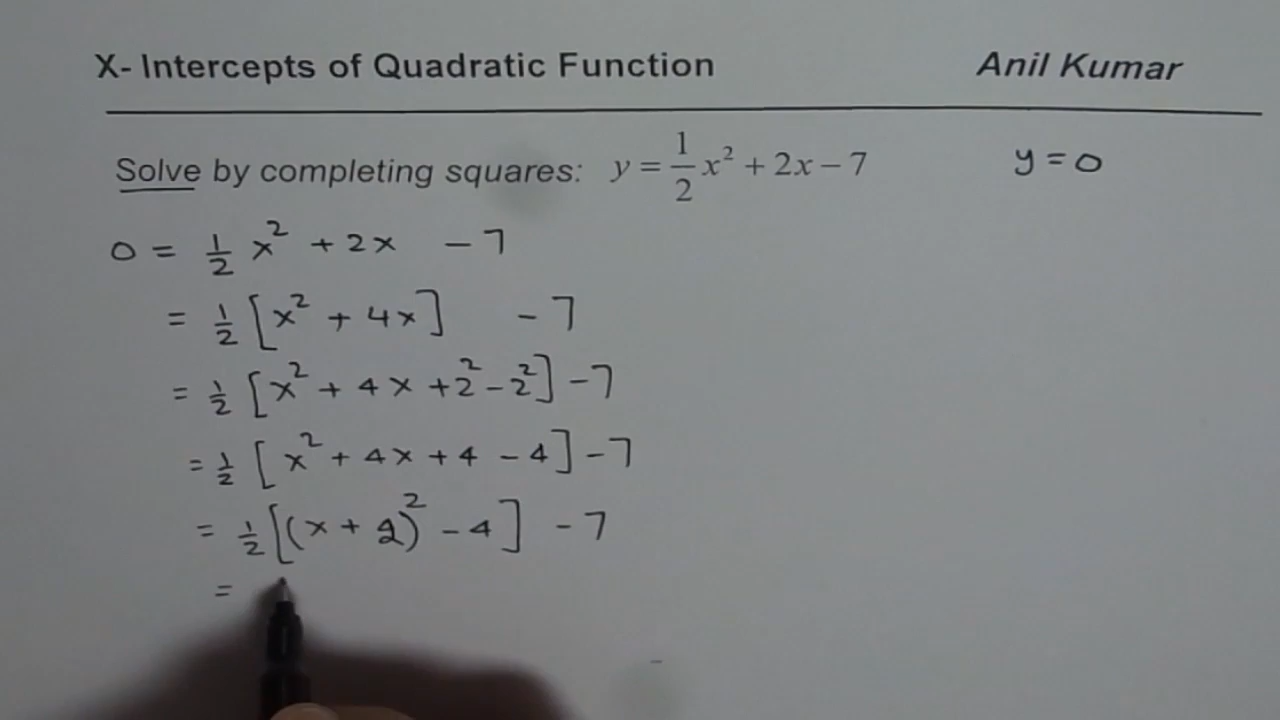 X- Intercepts of Quadratic Function Anil Kumar
Solve by completing squares: y = 1/2 x² + 2x − 7 y = 0
0 = 1/2 x² + 2x − 7
= 1/2 [x² + 4x] − 7
= 1/2 [x² + 4x + 2² − 2²] − 7
= 1/2 [x² + 4x + 4 − 4] − 7
= 1/2 [(x + 2)² − 4] − 7
=